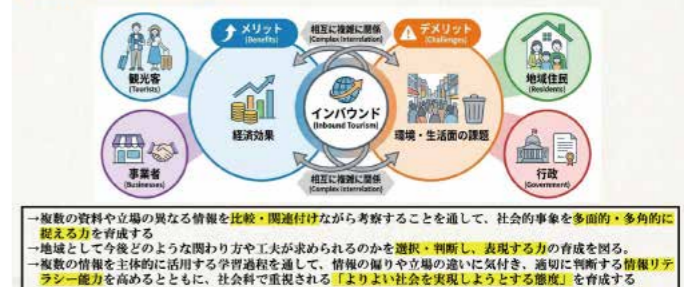 メリット
(Benefits)
相互に複雑に関係
(Complex Interrelation)
デメリット
(Challenges)
観光客
(Tourists)
地域住民
(Residents)
インバウンド
(Inbound Tourism)
経済効果
環境・生活面の課題
事業者
(Businesses)
行政
(Government)
相互に複雑に関係
(Complex Interrelation)
→複数の資料や立場の異なる情報を比較・関連付けながら考察することを通して、社会的事象を多面的・多角的に
捉える力を育成する
→地域として今後どのような関わり方や工夫が求められるのかを選択・判断し、表現する力の育成を図る。
→複数の情報を主体的に活用する学習過程を通して、情報の偏りや立場の違いに気付き、適切に判断する情報リテ
ラシー能力を高めるとともに、社会科で重視される「よりよい社会を実現しようとする態度」を育成する